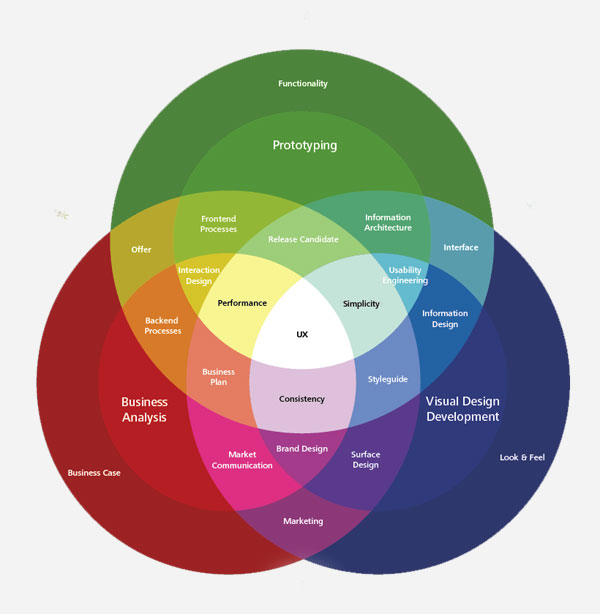 Functionality
Prototyping
Frontend
Processes
Information
Architecture
Release Candidate
Offer
Interface
Interaction
Design
Usability
Engineering
Performance
Simplicity
Backend
Processes
Information
Design
UX
Business
Plan
Styleguide
Consistency
Business
Analysis
Visual Design
Development
Market
Communication
Brand Design
Surface
Design
Business Case
Look & Feel
Marketing